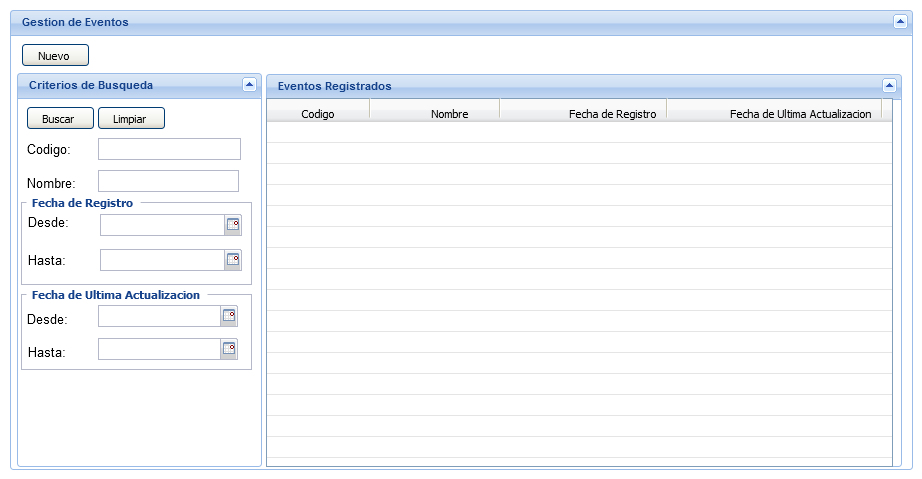 Gestion de Eventos
Nuevo
Criterios de Busqueda
Buscar Limpiar
Codigo:
Nombre:
Fecha de Registro
Desde:
Hasta:
Fecha de Ultima Actualizacion
Desde:
Hasta:
Eventos Registrados
Codigo Nombre Fecha de Registro Fecha de Ultima Actualizacion